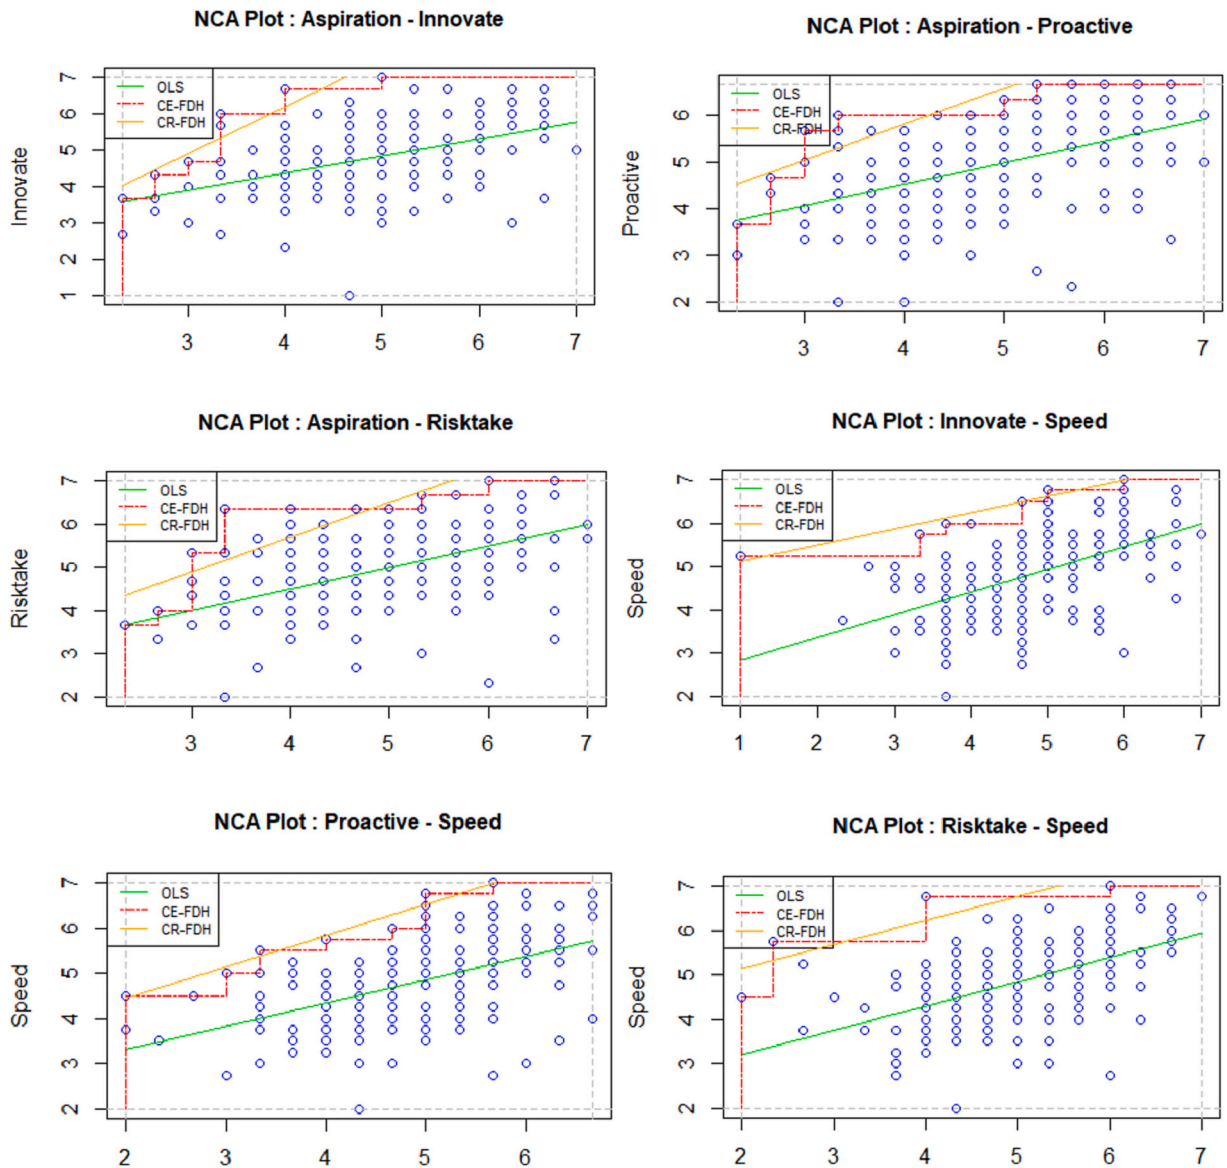 NCA Plot : Aspiration - Innovate
Innovate
7
6
5
4
3
2
1
OLS
CE-FDH
CR-FDH
3 4 5 6 7
NCA Plot : Aspiration - Proactive
Proactive
6
5
4
3
2
OLS
CE-FDH
CR-FDH
3 4 5 6 7
NCA Plot : Aspiration - Risktake
Risktake
7
6
5
4
3
2
OLS
CE-FDH
CR-FDH
3 4 5 6 7
NCA Plot : Innovate - Speed
Speed
7
6
5
4
3
2
OLS
CE-FDH
CR-FDH
1 2 3 4 5 6 7
NCA Plot : Proactive - Speed
Speed
7
6
5
4
3
2
OLS
CE-FDH
CR-FDH
2 3 4 5 6
NCA Plot : Risktake - Speed
Speed
7
6
5
4
3
2
OLS
CE-FDH
CR-FDH
2 3 4 5 6 7